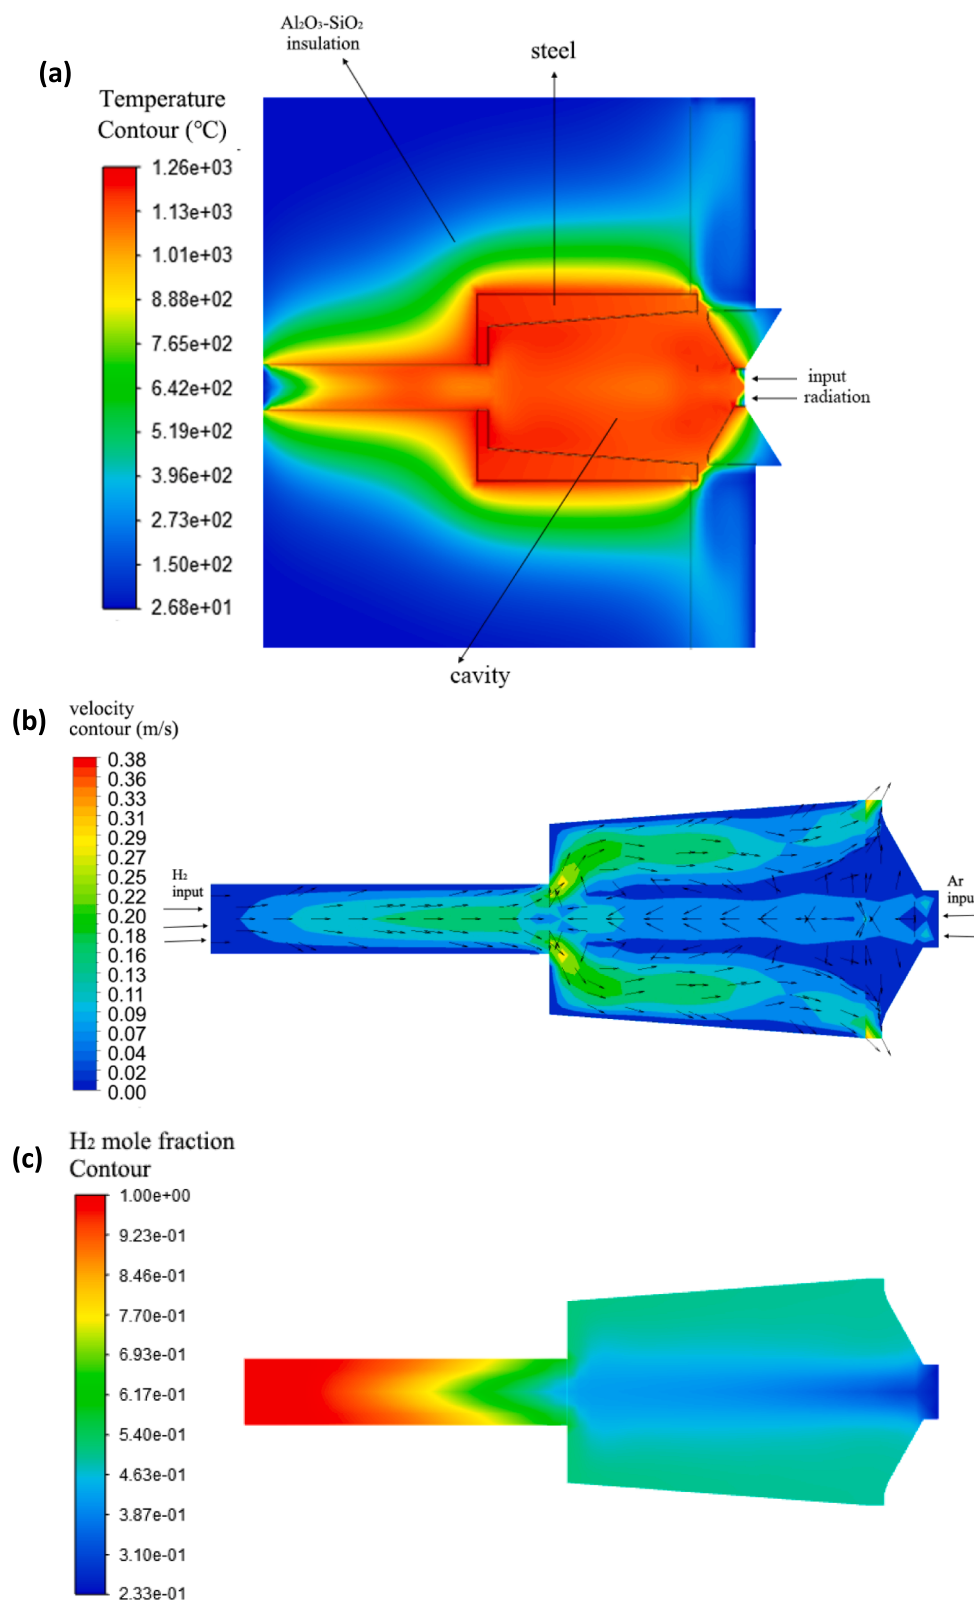 Al₂O₃-SiO₂
insulation
steel
(a)
Temperature
Contour (°C)
1.26e+03
1.13e+03
1.01e+03
8.88e+02
7.65e+02
6.42e+02
5.19e+02
3.96e+02
2.73e+02
1.50e+02
2.68e+01
input
radiation
cavity
(b)
velocity
contour (m/s)
0.38
0.36
0.33
0.31
0.29
0.27
0.24
0.22
0.20
0.18
0.16
0.13
0.11
0.09
0.07
0.04
0.02
0.00
H₂
input
Ar
input
(c)
H₂ mole fraction
Contour
1.00e+00
9.23e-01
8.46e-01
7.70e-01
6.93e-01
6.17e-01
5.40e-01
4.63e-01
3.87e-01
3.10e-01
2.33e-01